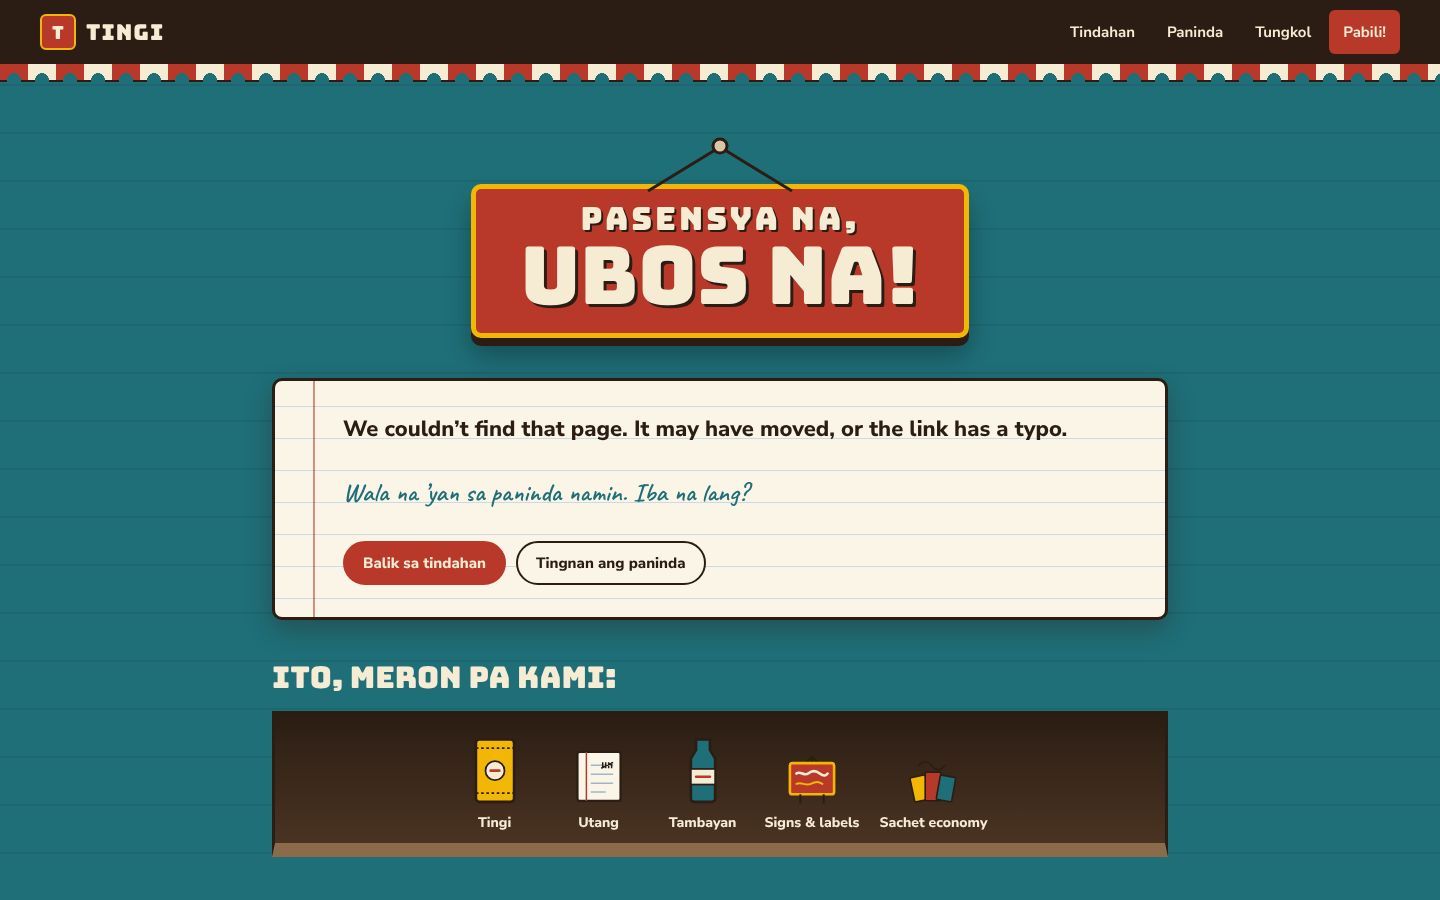 T TINGI
Tindahan Paninda Tungkol Pabili!
PASENSYA NA,
UBOS NA!
We couldn’t find that page. It may have moved, or the link has a typo.
Wala na ’yan sa paninda namin. Iba na lang?
Balik sa tindahan Tingnan ang paninda
ITO, MERON PA KAMI:
Tingi Utang Tambayan Signs & labels Sachet economy